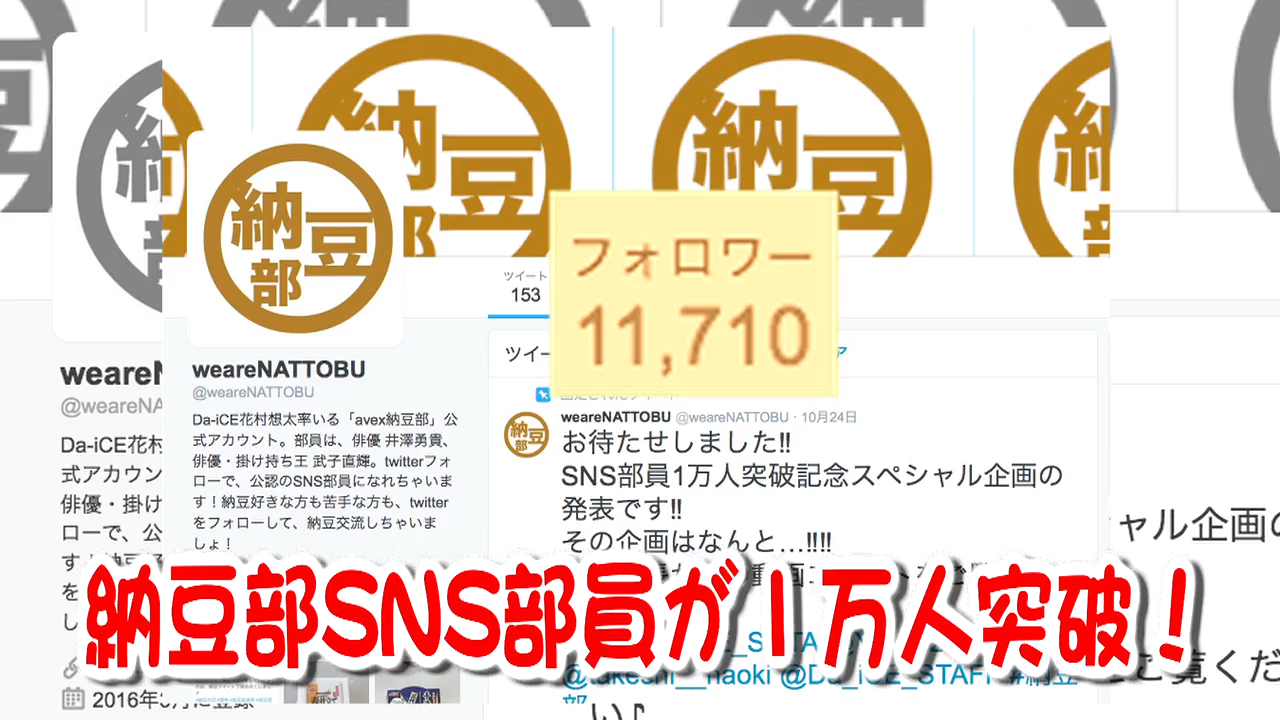 納豆部
ツイート
153
フォロワー
11,710
weareNATTOBU
@weareNATTOBU
Da-iCE花村想太率いる「avex納豆部」公
式アカウント。部員は、俳優 井澤勇貴、
俳優・掛け持ち王 武子直輝。twitterフォ
ローで、公認のSNS部員になれちゃいま
す！納豆好きな方も苦手な方も、twitter
をフォローして、納豆交流しちゃいま
しょ！
weareNATTOBU @weareNATTOBU · 10月24日
お待たせしました!!
SNS部員1万人突破記念スペシャル企画の
発表です!!
その企画はなんと...!!!!
@takeshi__naoki @Da_iCE_STAFF #納豆
部
納豆部SNS部員が１万人突破！